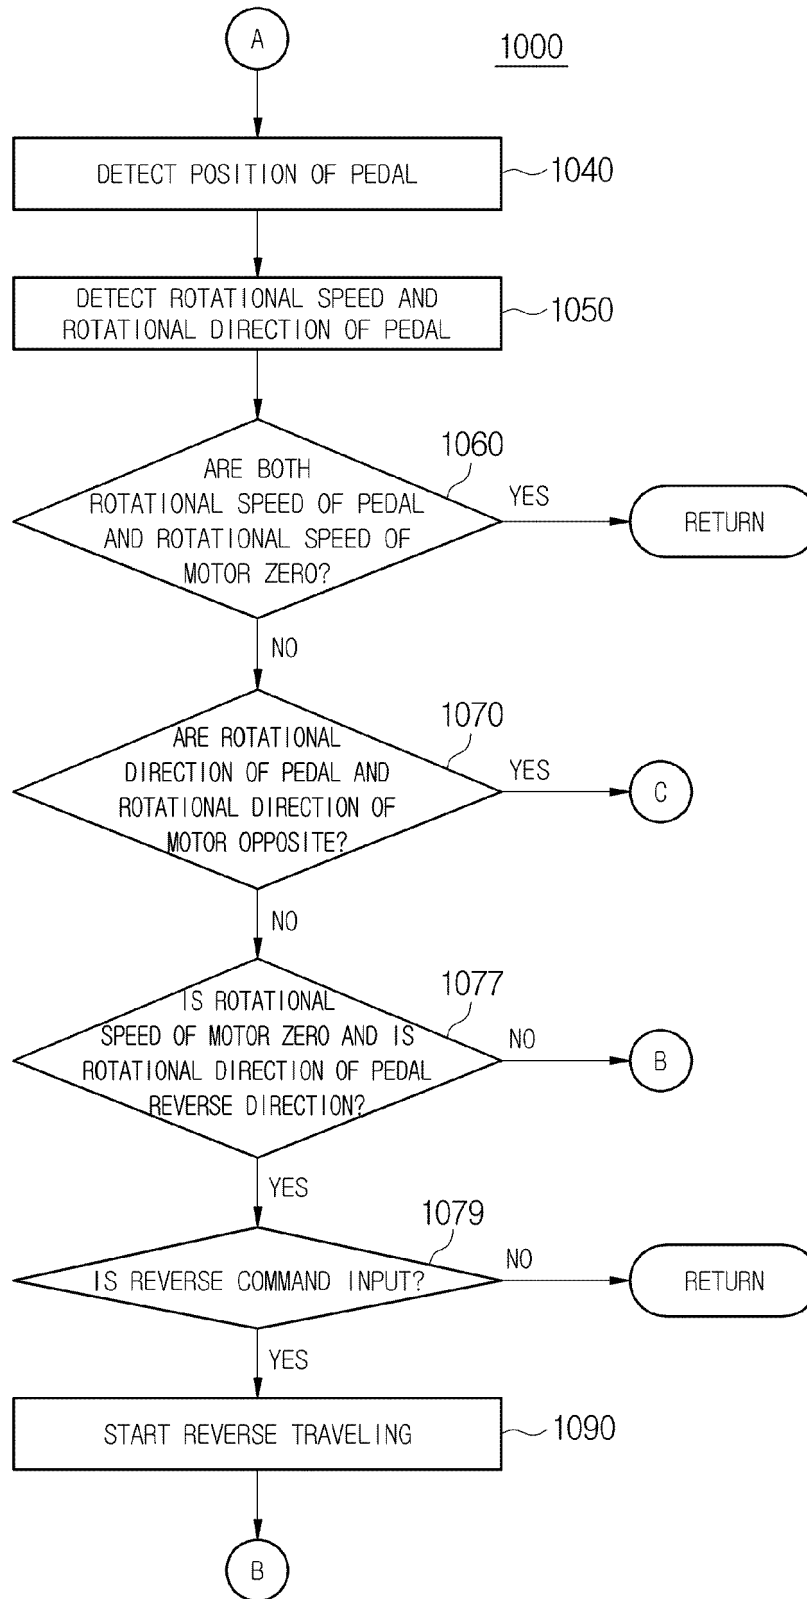 A
1000
DETECT POSITION OF PEDAL
1040
DETECT ROTATIONAL SPEED AND
ROTATIONAL DIRECTION OF PEDAL
1050
1060
ARE BOTH
ROTATIONAL SPEED OF PEDAL
AND ROTATIONAL SPEED OF
MOTOR ZERO?
YES
RETURN
NO
1070
ARE ROTATIONAL
DIRECTION OF PEDAL AND
ROTATIONAL DIRECTION OF
MOTOR OPPOSITE?
YES
C
NO
1077
IS ROTATIONAL
SPEED OF MOTOR ZERO AND IS
ROTATIONAL DIRECTION OF PEDAL
REVERSE DIRECTION?
NO
B
YES
1079
IS REVERSE COMMAND INPUT?
NO
RETURN
YES
START REVERSE TRAVELING
1090
B